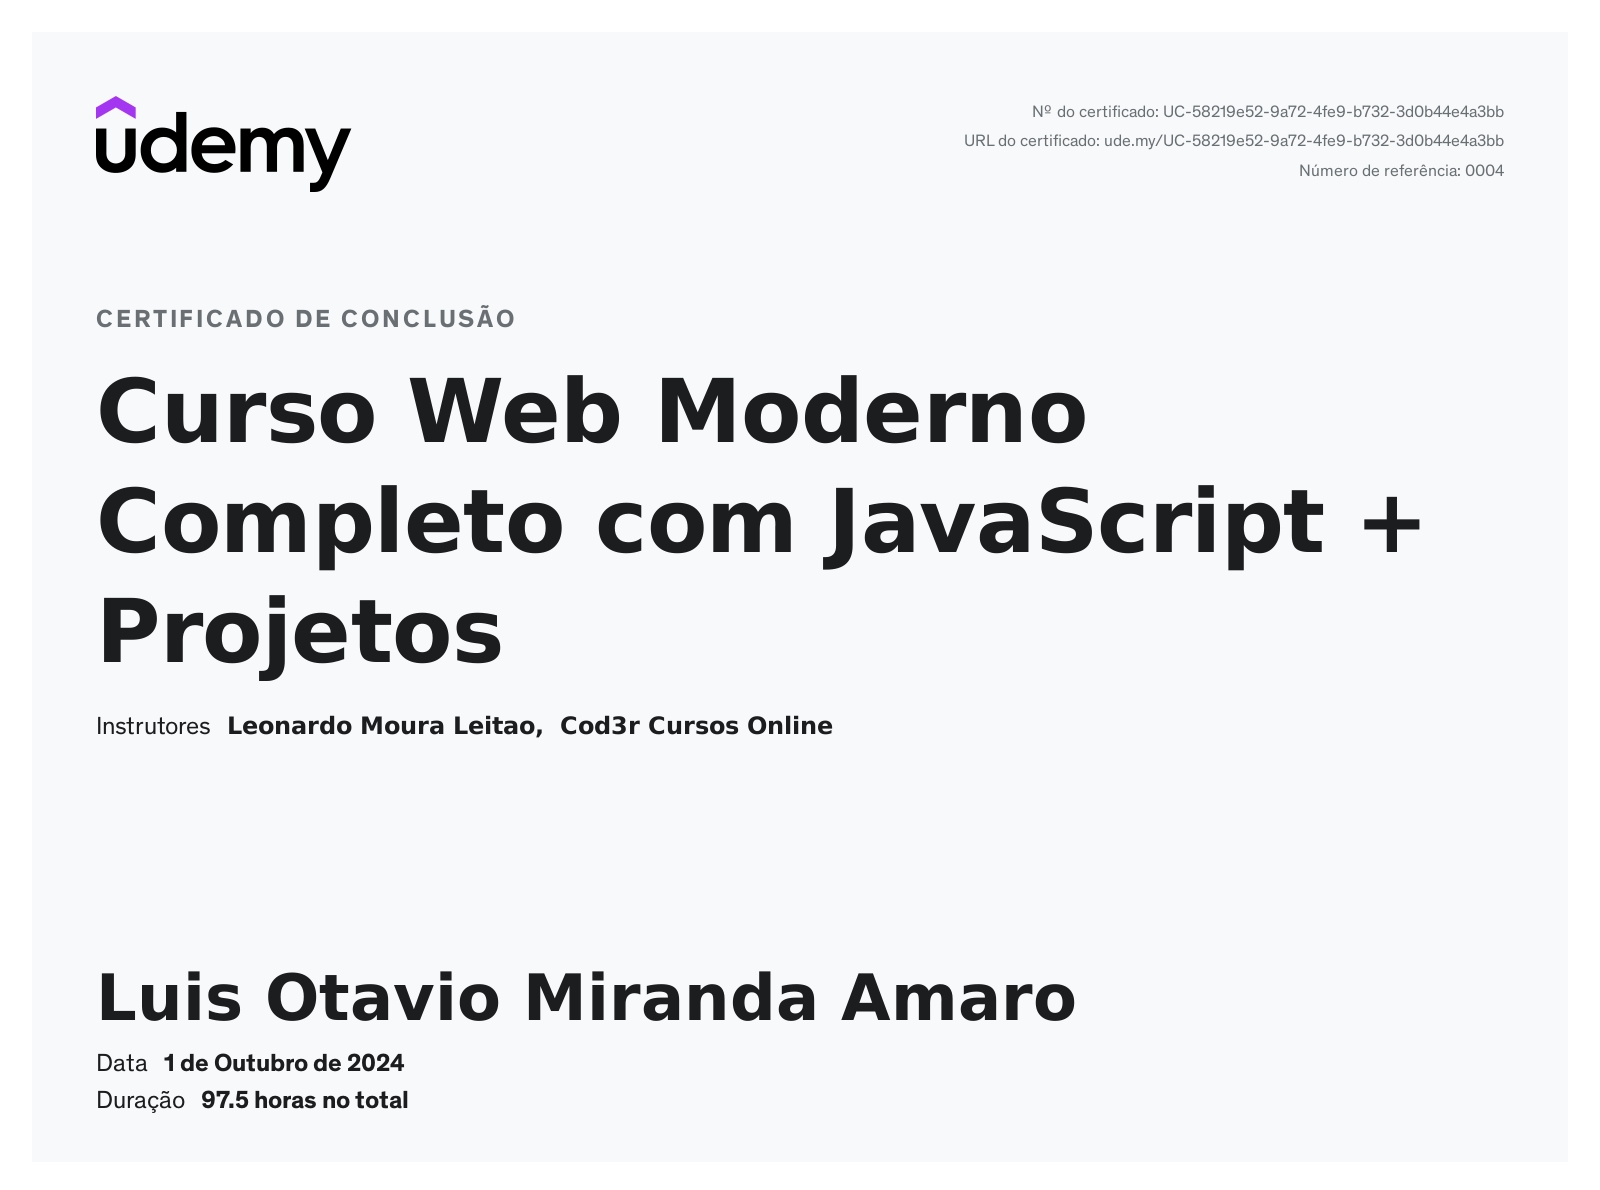 udemy
Nº do certificado: UC-58219e52-9a72-4fe9-b732-3d0b44e4a3bb
URL do certificado: ude.my/UC-58219e52-9a72-4fe9-b732-3d0b44e4a3bb
Número de referência: 0004
CERTIFICADO DE CONCLUSÃO
Curso Web Moderno
Completo com JavaScript +
Projetos
Instrutores Leonardo Moura Leitao, Cod3r Cursos Online
Luis Otavio Miranda Amaro
Data 1 de Outubro de 2024
Duração 97.5 horas no total